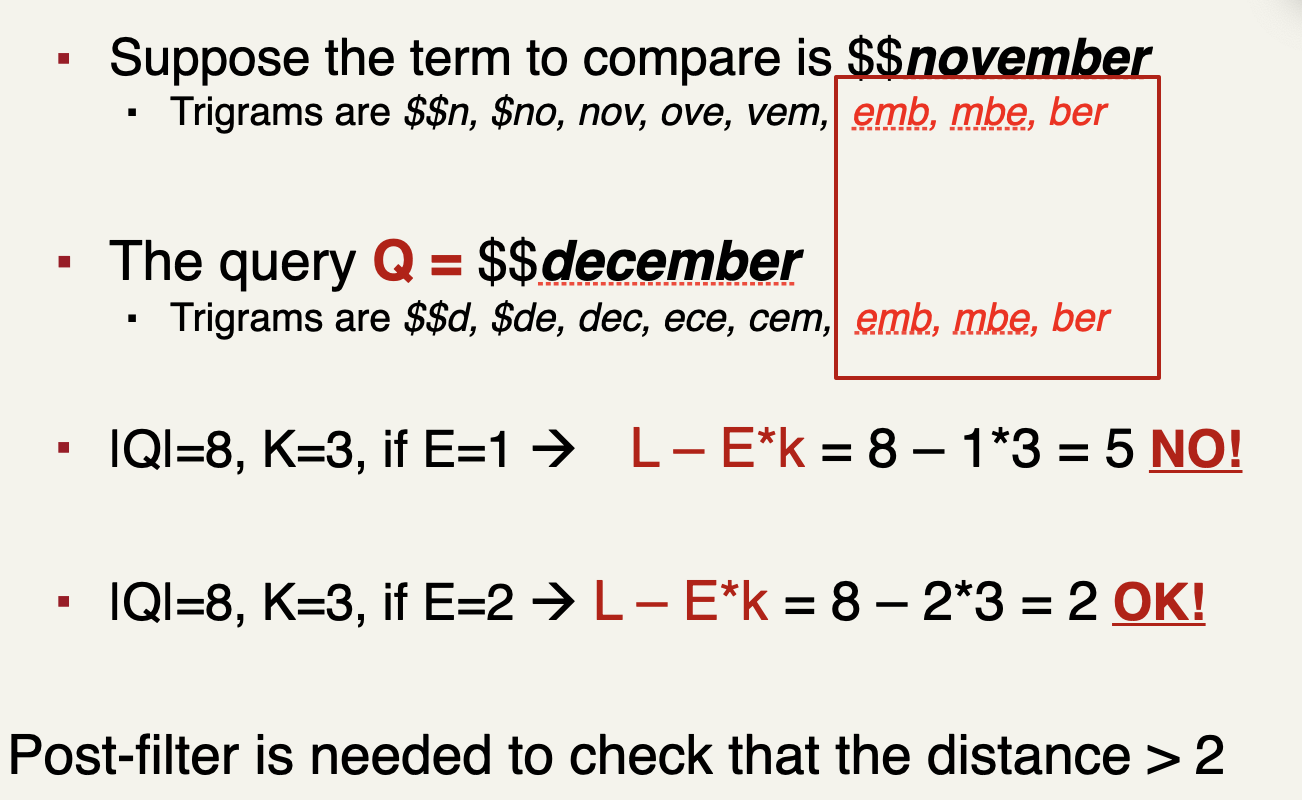 ▪ Suppose the term to compare is $$november
▪ Trigrams are $$n, $no, nov, ove, vem, emb, mbe, ber
▪ The query Q = $$december
▪ Trigrams are $$d, $de, dec, ece, cem, emb, mbe, ber
▪ |Q|=8, K=3, if E=1 → L – E*k = 8 – 1*3 = 5 NO!
▪ |Q|=8, K=3, if E=2 → L – E*k = 8 – 2*3 = 2 OK!
Post-filter is needed to check that the distance > 2